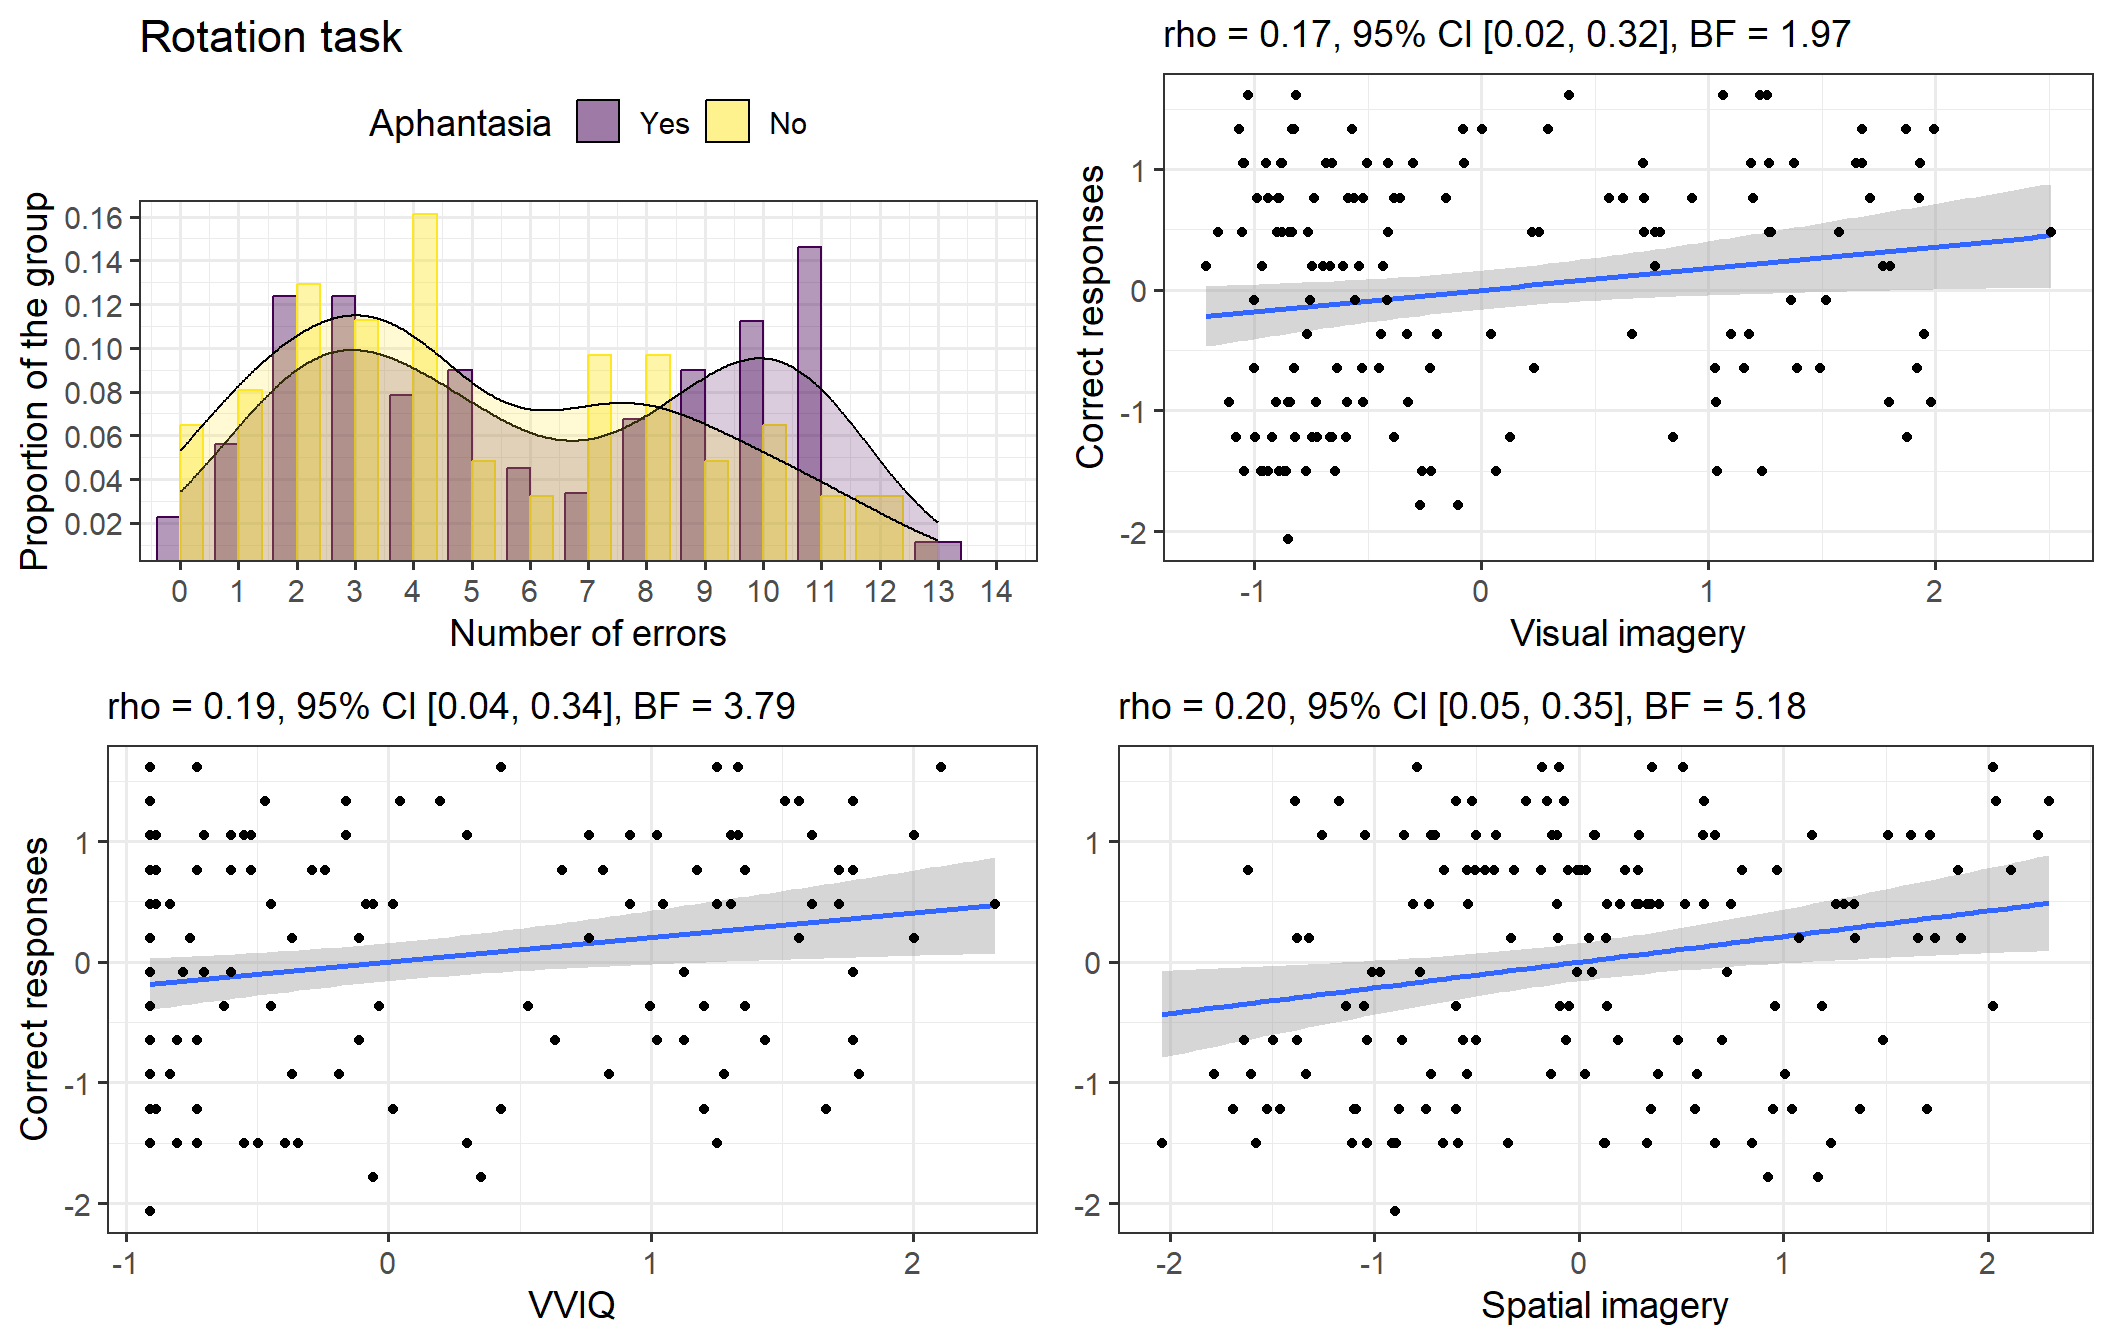 Rotation task
Aphantasia Yes No
Proportion of the group
0.16
0.14
0.12
0.10
0.08
0.06
0.04
0.02
0 1 2 3 4 5 6 7 8 9 10 11 12 13 14
Number of errors
rho = 0.17, 95% CI [0.02, 0.32], BF = 1.97
Correct responses
1
0
-1
-2
-1 0 1 2
Visual imagery
rho = 0.19, 95% CI [0.04, 0.34], BF = 3.79
Correct responses
1
0
-1
-2
-1 0 1 2
VVIQ
rho = 0.20, 95% CI [0.05, 0.35], BF = 5.18
Correct responses
1
0
-1
-2
-2 -1 0 1 2
Spatial imagery